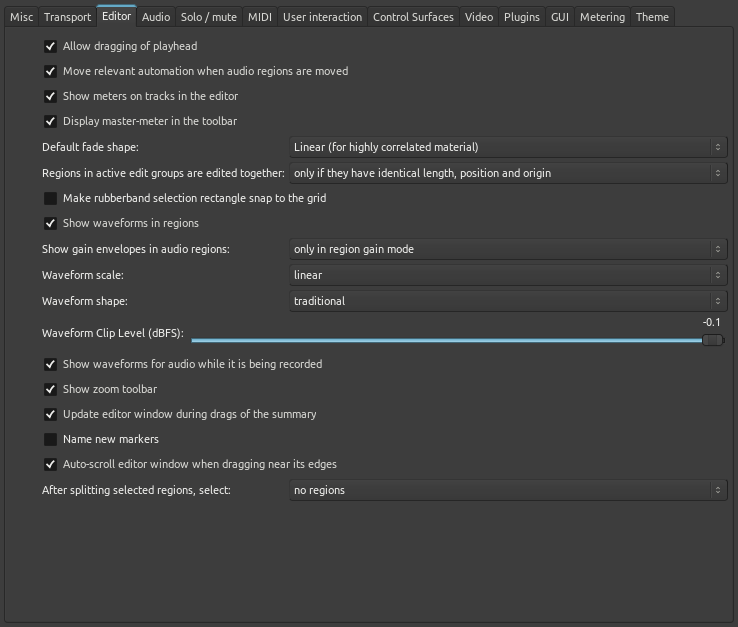 Misc Transport Editor Audio Solo / mute MIDI User interaction Control Surfaces Video Plugins GUI Metering Theme
Allow dragging of playhead
Move relevant automation when audio regions are moved
Show meters on tracks in the editor
Display master-meter in the toolbar
Default fade shape: Linear (for highly correlated material)
Regions in active edit groups are edited together: only if they have identical length, position and origin
Make rubberband selection rectangle snap to the grid
Show waveforms in regions
Show gain envelopes in audio regions: only in region gain mode
Waveform scale: linear
Waveform shape: traditional
-0.1
Waveform Clip Level (dBFS):
Show waveforms for audio while it is being recorded
Show zoom toolbar
Update editor window during drags of the summary
Name new markers
Auto-scroll editor window when dragging near its edges
After splitting selected regions, select: no regions